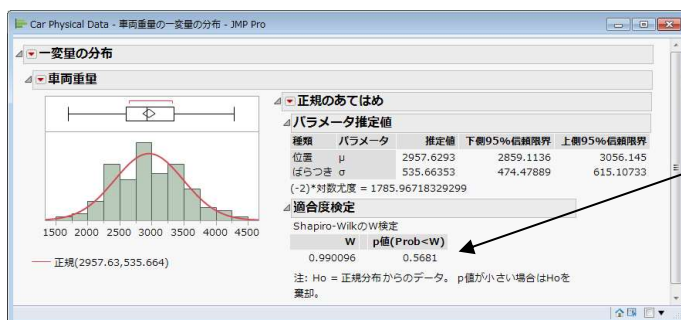 Car Physical Data - 車両重量の一変量の分布 - JMP Pro
一変量の分布
車両重量
1500 2000 2500 3000 3500 4000 4500
正規(2957.63,535.664)
正規のあてはめ
パラメータ推定値
種類 パラメータ 推定値 下側95%信頼限界 上側95%信頼限界
位置 μ 2957.6293 2859.1136 3056.145
ばらつき σ 535.66353 474.47889 615.10733
(-2)*対数尤度 = 1785.96718329299
適合度検定
Shapiro-WilkのW検定
W p値(Prob<W)
0.990096 0.5681
注: Ho = 正規分布からのデータ。 p値が小さい場合はHoを
棄却。